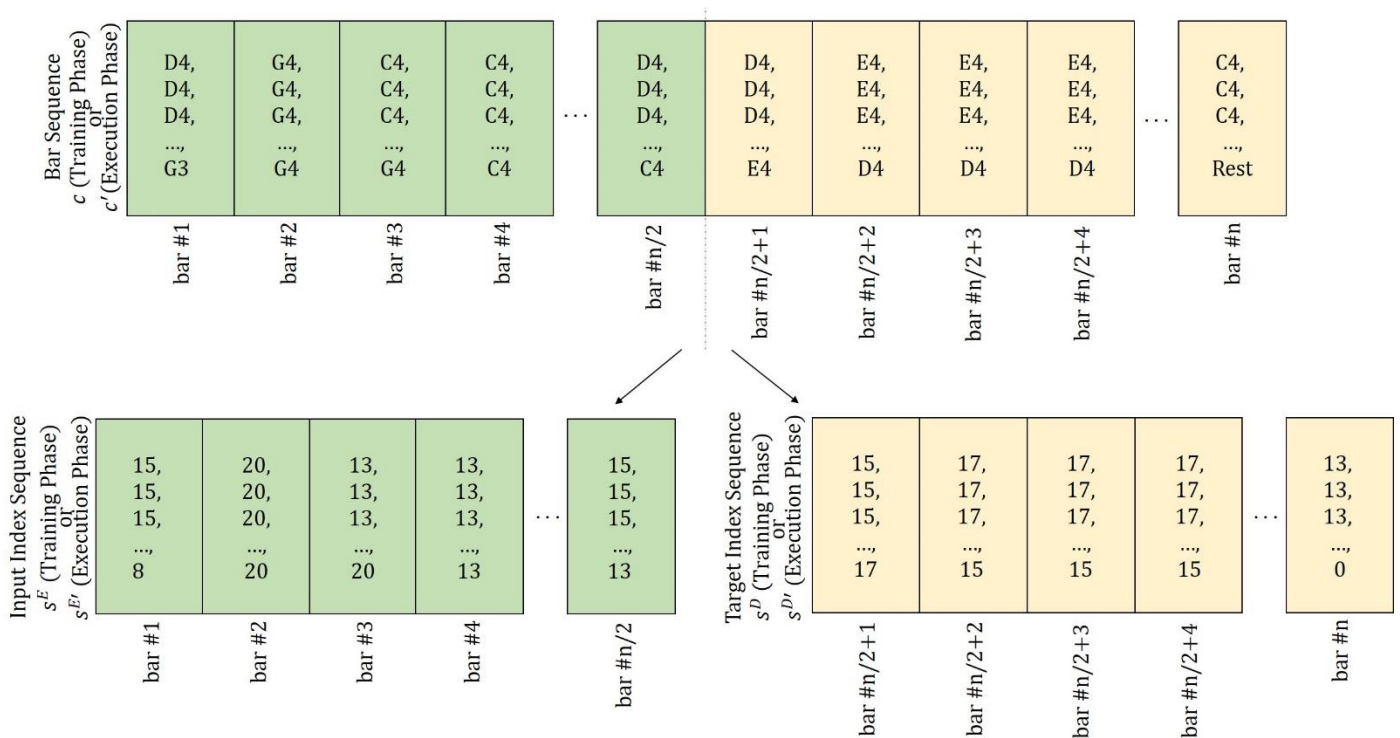 Bar Sequence
c (Training Phase)
or
c′(Execution Phase)
D4,
D4,
D4,
...,
G3
G4,
G4,
G4,
...,
G4
C4,
C4,
C4,
...,
G4
C4,
C4,
C4,
...,
C4
...
D4,
D4,
D4,
...,
C4
D4,
D4,
D4,
...,
E4
E4,
E4,
E4,
...,
D4
E4,
E4,
E4,
...,
D4
E4,
E4,
E4,
...,
D4
...
C4,
C4,
C4,
...,
Rest
bar #1
bar #2
bar #3
bar #4
bar #n/2
bar #n/2+1
bar #n/2+2
bar #n/2+3
bar #n/2+4
bar #n
Input Index Sequence
s^E (Training Phase)
or
s^E′ (Execution Phase)
15,
15,
15,
...,
8
20,
20,
20,
...,
20
13,
13,
13,
...,
20
13,
13,
13,
...,
13
...
15,
15,
15,
...,
13
bar #1
bar #2
bar #3
bar #4
bar #n/2
Target Index Sequence
s^D (Training Phase)
or
s^D′ (Execution Phase)
15,
15,
15,
...,
17
17,
17,
17,
...,
15
17,
17,
17,
...,
15
17,
17,
17,
...,
15
...
13,
13,
13,
...,
0
bar #n/2+1
bar #n/2+2
bar #n/2+3
bar #n/2+4
bar #n